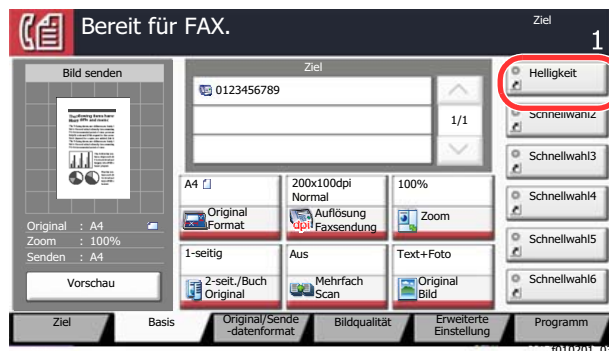 Bereit für FAX.
Ziel
1
Bild senden
Original : A4
Zoom : 100%
Senden : A4
Vorschau
Ziel
0123456789
1/1
A4
Original
Format
200x100dpi
Normal
dpi
Auflösung
Faxsendung
100%
Zoom
1-seitig
2-seit./Buch
Original
Aus
Mehrfach
Scan
Text+Foto
Original
Bild
Helligkeit
Schnellwahl2
Schnellwahl3
Schnellwahl4
Schnellwahl5
Schnellwahl6
Ziel
Basis
Original/Sende
-datenformat
Bildqualität
Erweiterte
Einstellung
Programm